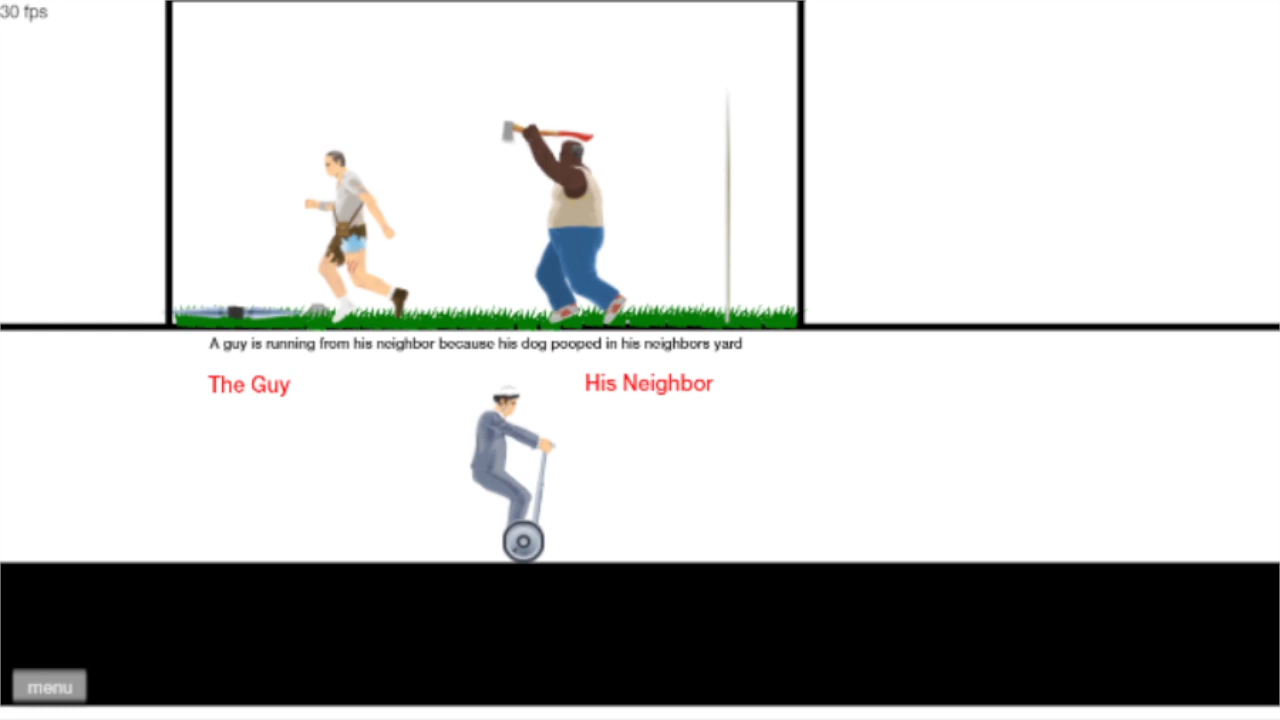 30 fps
A guy is running from his neighbor because his dog pooped in his neighbors yard
The Guy
His Neighbor
menu